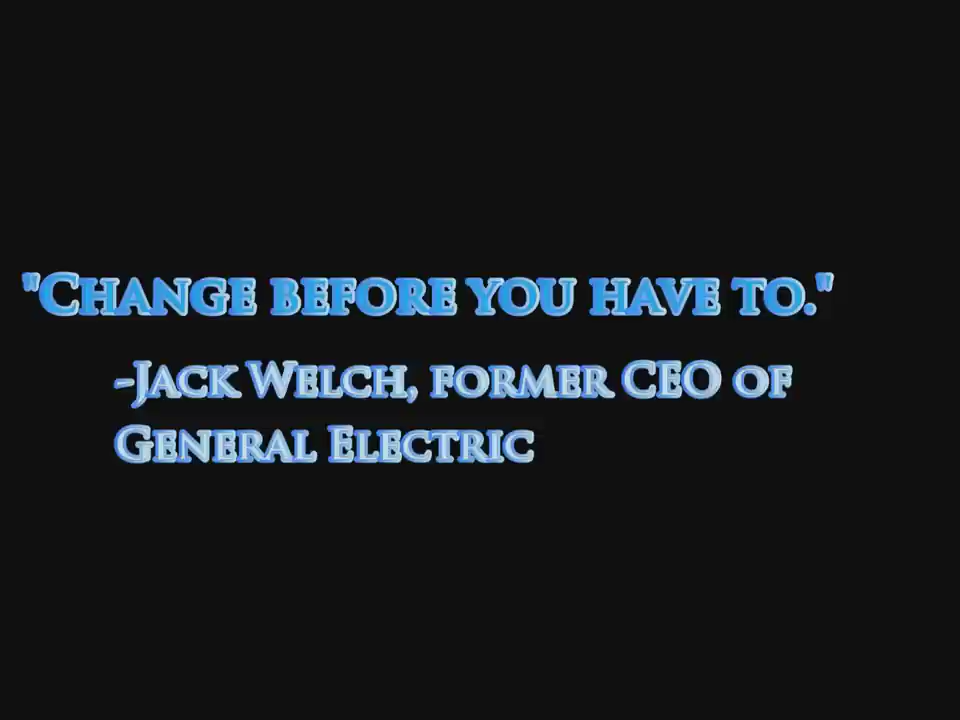 "Change before you have to."
-Jack Welch, former CEO of
General Electric